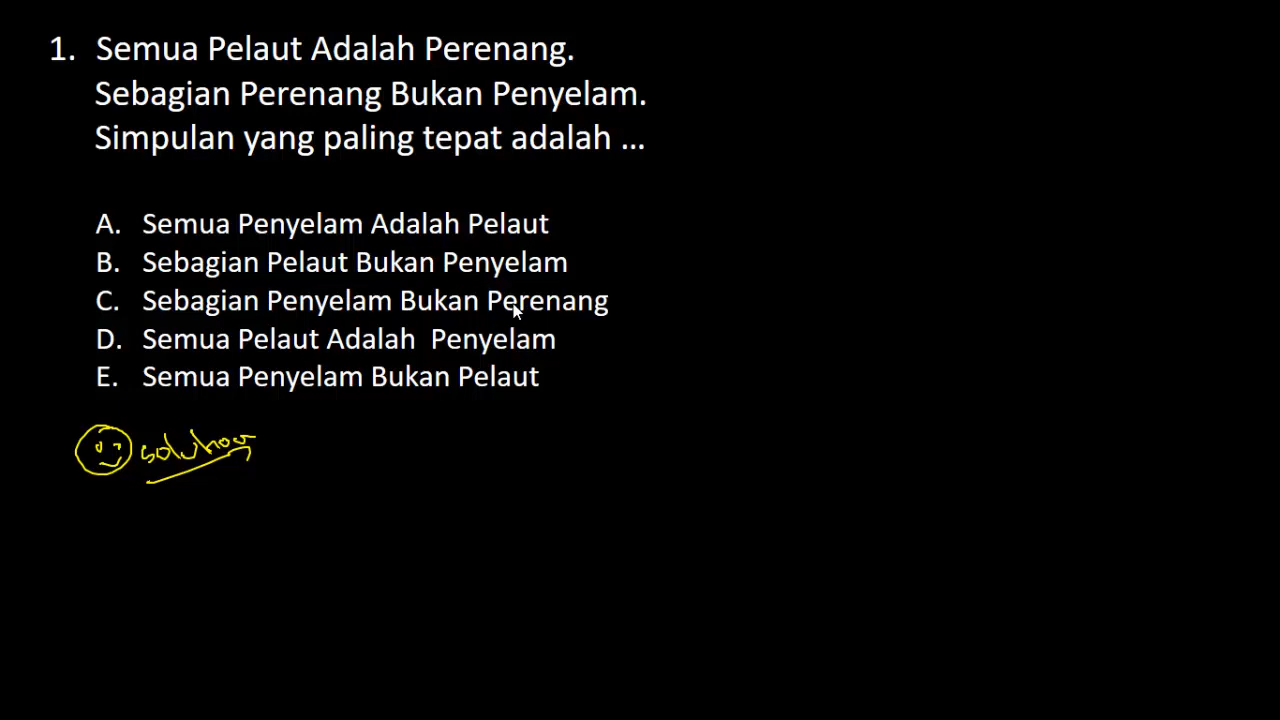 1. Semua Pelaut Adalah Perenang.
Sebagian Perenang Bukan Penyelam.
Simpulan yang paling tepat adalah ...
A. Semua Penyelam Adalah Pelaut
B. Sebagian Pelaut Bukan Penyelam
C. Sebagian Penyelam Bukan Perenang
D. Semua Pelaut Adalah Penyelam
E. Semua Penyelam Bukan Pelaut